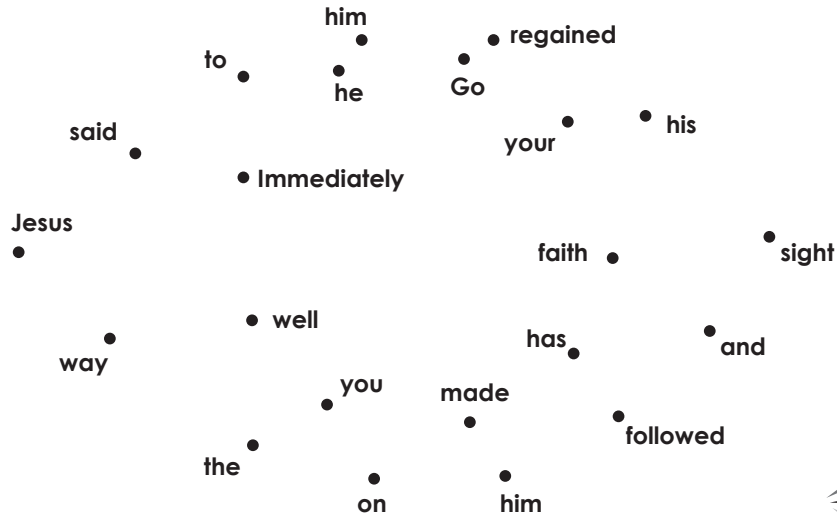 him
regained
to
he
Go
said
your
his
Immediately
Jesus
faith
sight
well
has
and
way
you
made
followed
the
on
him